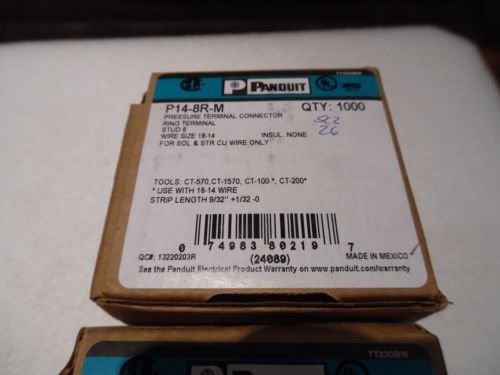 TT33GBW
PANDUIT
P14-8R-M
QTY: 1000
PRESSURE TERMINAL CONNECTOR
RING TERMINAL
STUD 8
WIRE SIZE 18-14 INSUL. NONE
FOR SOL & STR CU WIRE ONLY
26
TOOLS: CT-570,CT-1570, CT-100 *, CT-200*
* USE WITH 16-14 WIRE
STRIP LENGTH 9/32" +1/32 -0
0 74983 80219 7
QC#: 13220203R
(24089)
MADE IN MEXICO
See the Panduit Electrical Product Warranty on www.panduit.com/warranty
TT33GBW